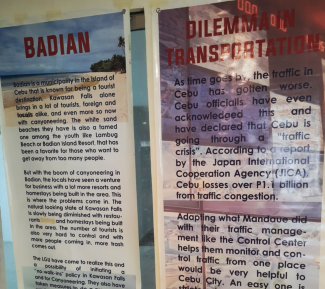 BADIAN
Badian is a municipality in the Island of
Cebu that is known for being a tourist
destination. Kawasan Falls alone
brings in a lot of tourists, foreign and
locals alike, and even more so now
with canyoneering. The white sand
beaches they have is also a famed
one among the youth like Lambug
Beach or Badian Island Resort, that has
been a favorite for those who want to
get away from too many people.
But with the boom of canyoneering in
Badian, the locals have seen a venture
for business with a lot more resorts and
homestays being built in the area. This
is where the problems come in. The
natural looking state of Kawasan Falls
is slowly being diminished with restau-
rants and homestays being built
in the area. The number of tourists is
also very hard to control and with
more people coming in, more trash
comes out.
The LGU have come to realize this and
a possibility of initiating a
"no-walk-ins" policy in Kawasan Falls
and for Canyoneering. They also have
DILEMMA IN
TRANSPORTATION
As time goes by, the traffic in
Cebu has gotten worse.
Cebu officials have even
acknowledged this and
have declared that Cebu is
going through a "traffic
crisis". According to a report
by the Japan International
Cooperation Agency (JICA),
Cebu losses over P1.1 billion
from traffic congestion.
Adapting what Mandaue did
with their traffic manage-
ment like the Control Center
helps them monitor and con-
trol traffic from one place
would be very helpful to
Cebu City. An easy one is